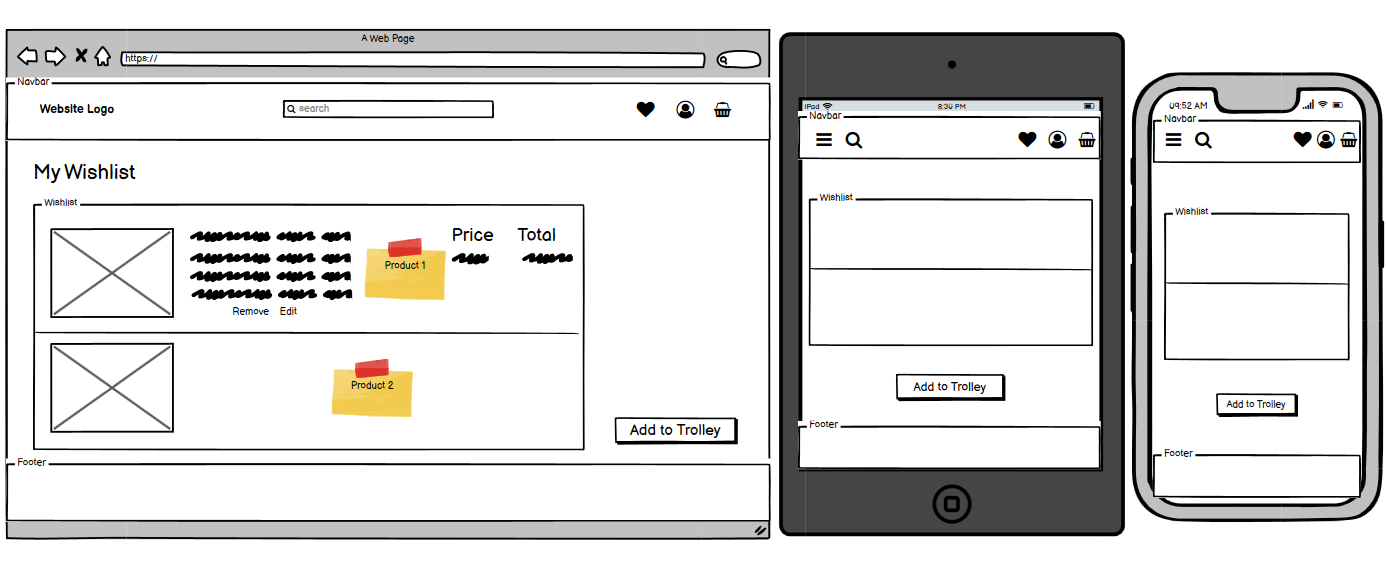 A Web Page
https://
Navbar
Website Logo
search
My Wishlist
Wishlist
Price
Total
Product 1
Remove
Edit
Product 2
Add to Trolley
Footer
iPad
8:30 PM
Navbar
Wishlist
Add to Trolley
Footer
09:52 AM
Navbar
Wishlist
Add to Trolley
Footer